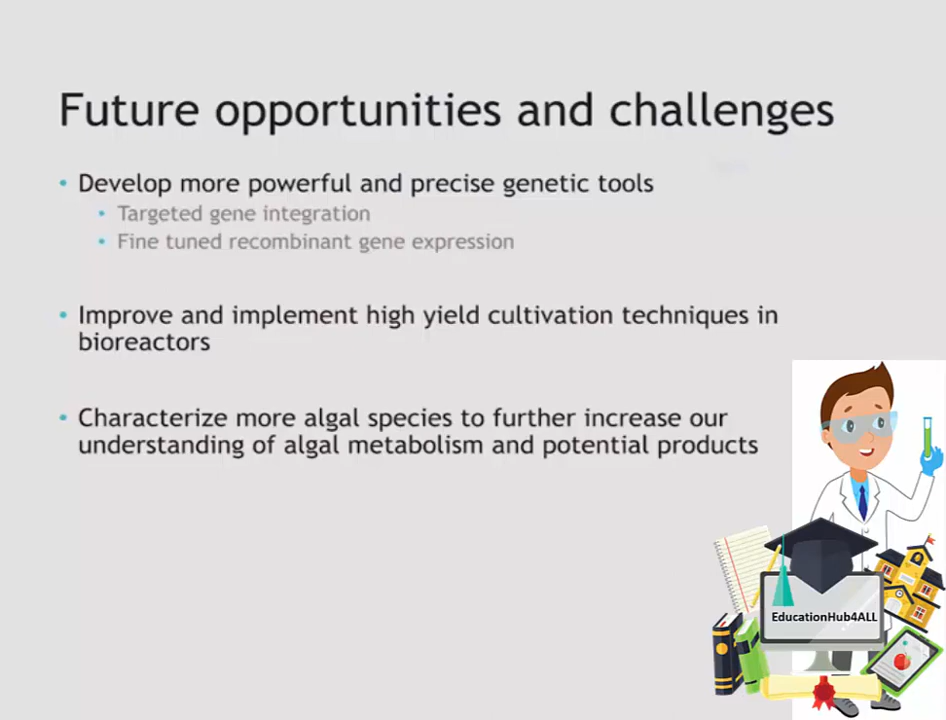 Future opportunities and challenges
• Develop more powerful and precise genetic tools
• Targeted gene integration
• Fine tuned recombinant gene expression
• Improve and implement high yield cultivation techniques in
bioreactors
• Characterize more algal species to further increase our
understanding of algal metabolism and potential products
EducationHub4ALL